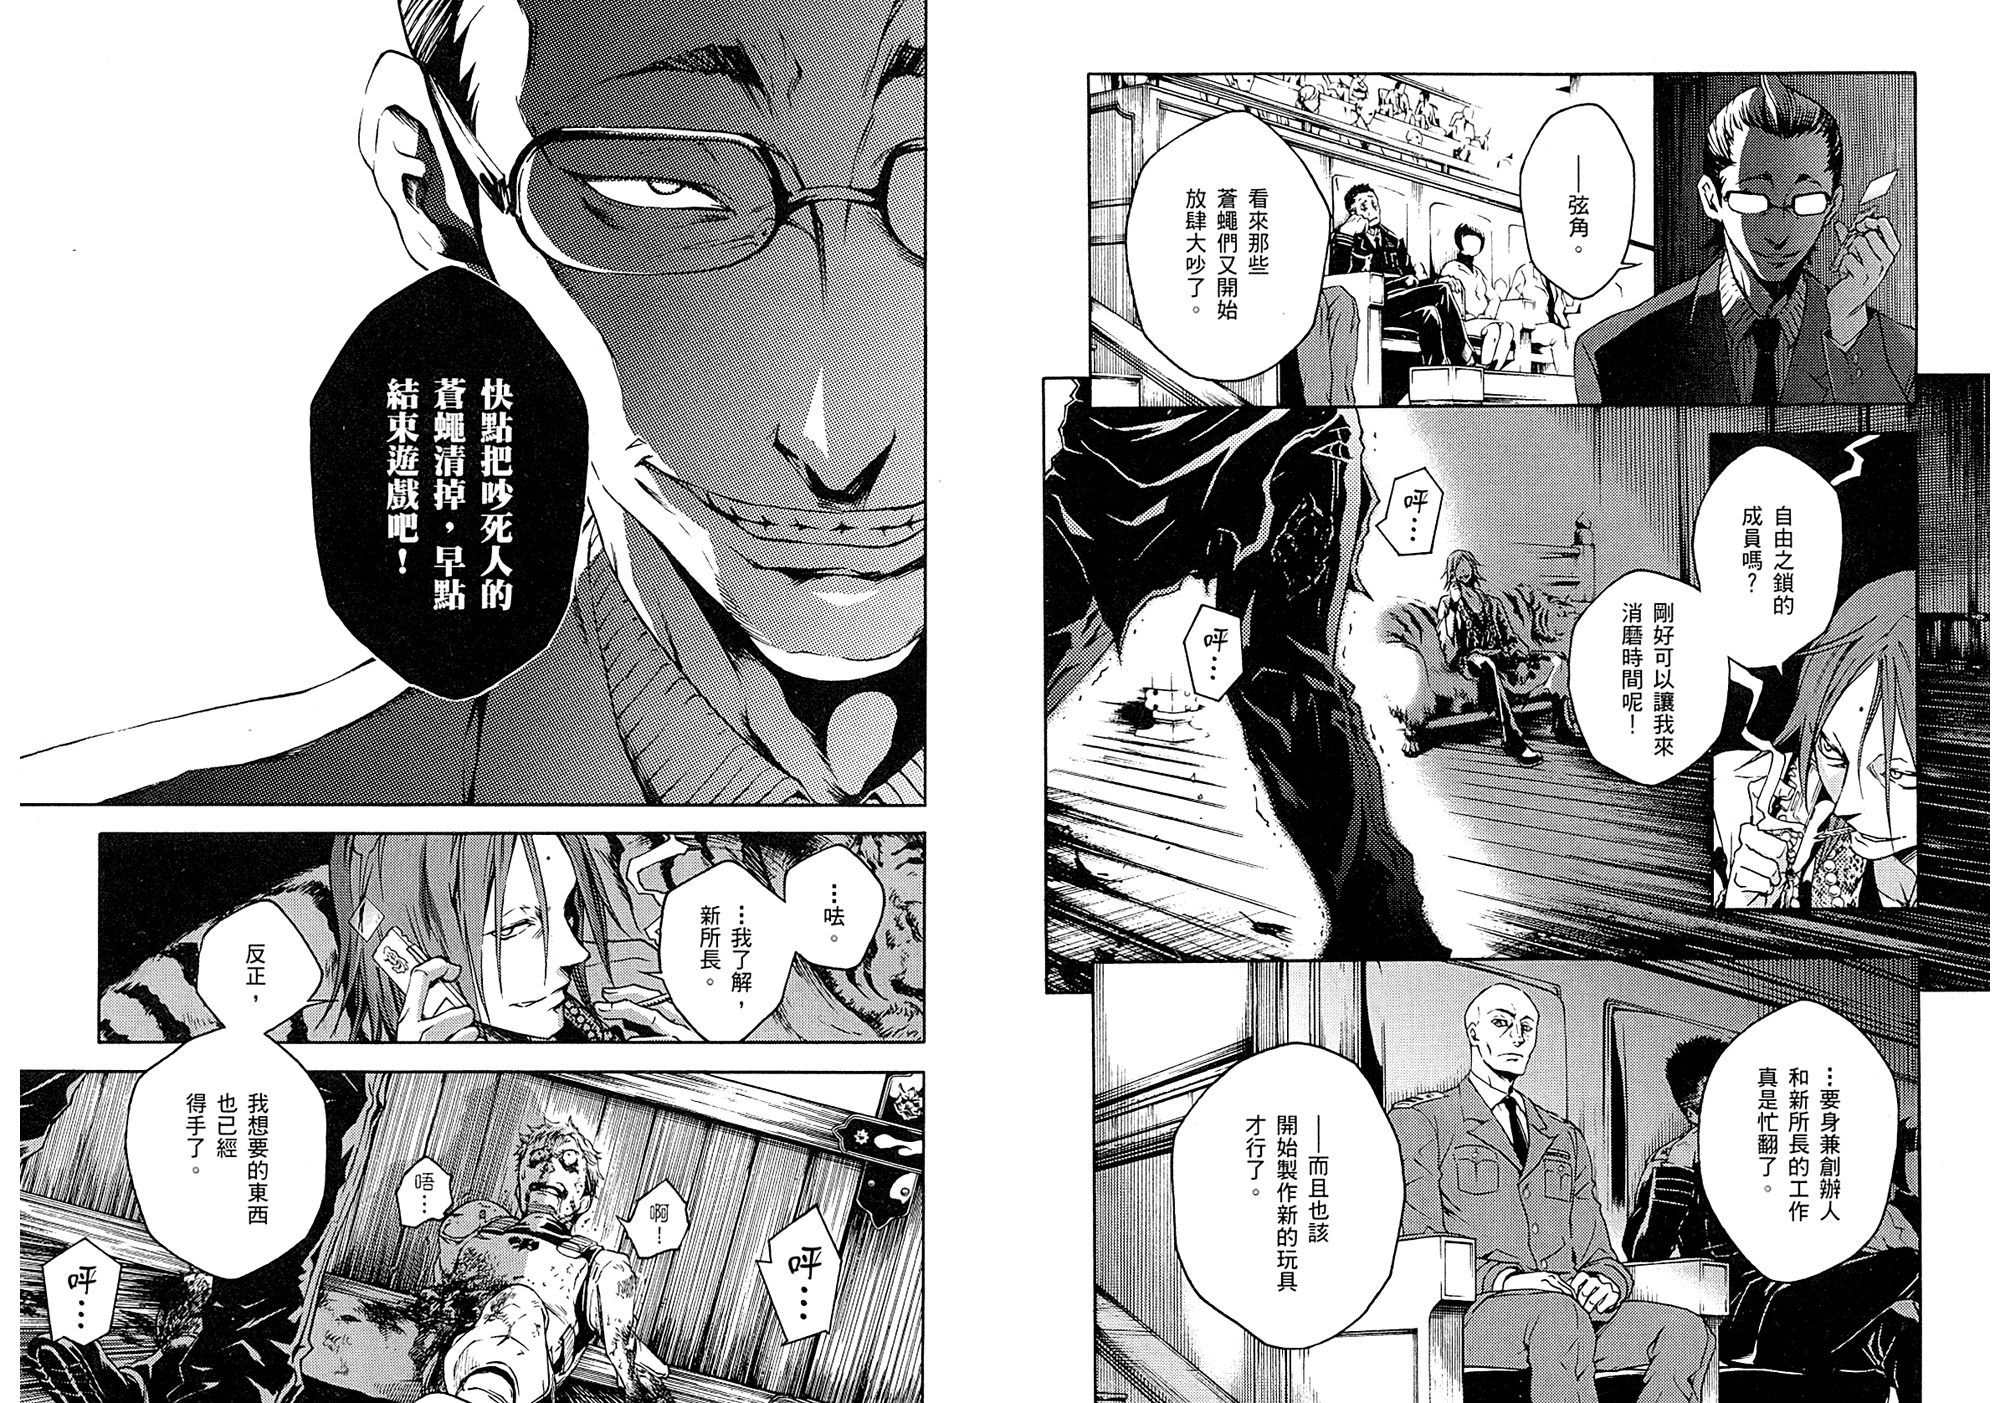 ——弦角。
看來那些
蒼蠅們又開始
放肆大吵了。
自由之鎖的
成員嗎？
剛好可以讓我來
消磨時間呢！
呼…
呼…
…要身兼創辦人
和新所長的工作
真是忙翻了。
——而且也該
開始製作新的玩具
才行了。
快點把吵死人的
蒼蠅清掉，早點
結束遊戲吧！
…呿。
…我了解，
新所長。
反正，
我想要的東西
也已經
得手了。
呼…
啊！
唔…
呼…